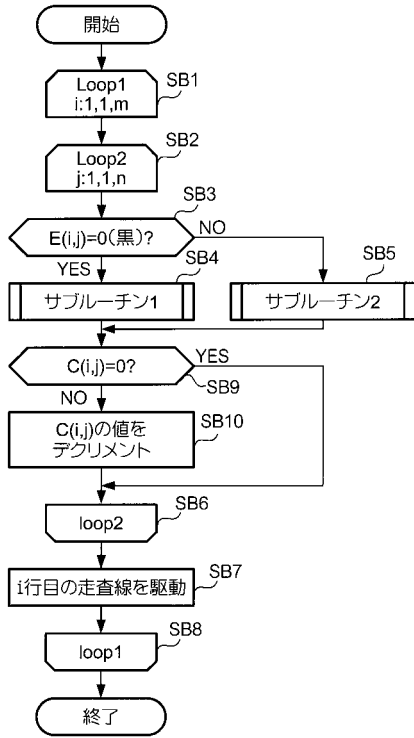 開始
Loop1
i:1,1,m
SB1
Loop2
j:1,1,n
SB2
SB3
E(i,j)=0(黒)?
NO
YES
SB4
SB5
サブルーチン1
サブルーチン2
C(i,j)=0?
YES
SB9
NO
SB10
C(i,j)の値を
デクリメント
SB6
loop2
SB7
i行目の走査線を駆動
SB8
loop1
終了